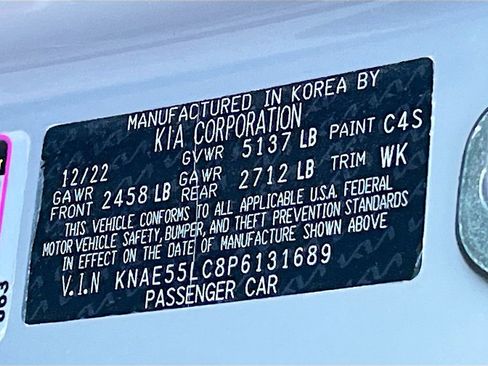 MANUFACTURED IN KOREA BY
KIA CORPORATION
12/22 GVWR 5137 LB PAINT C4S
GAWR FRONT 2458 LB GAWR REAR 2712 LB TRIM WK
THIS VEHICLE CONFORMS TO ALL APPLICABLE U.S.A. FEDERAL
MOTOR VEHICLE SAFETY, BUMPER, AND THEFT PREVENTION STANDARDS
IN EFFECT ON THE DATE OF MANUFACTURE SHOWN ABOVE
V.I.N KNAE55LC8P6131689
PASSENGER CAR